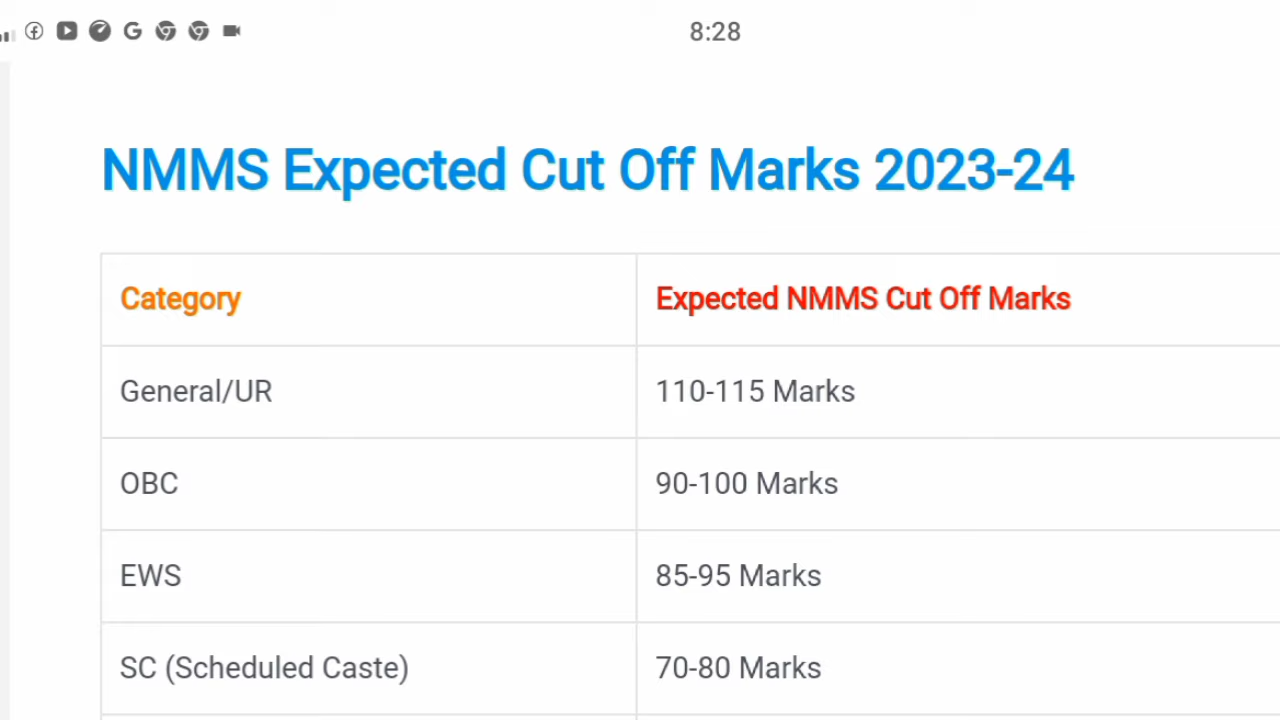 8:28
NMMS Expected Cut Off Marks 2023-24
Category Expected NMMS Cut Off Marks
General/UR 110-115 Marks
OBC 90-100 Marks
EWS 85-95 Marks
SC (Scheduled Caste) 70-80 Marks